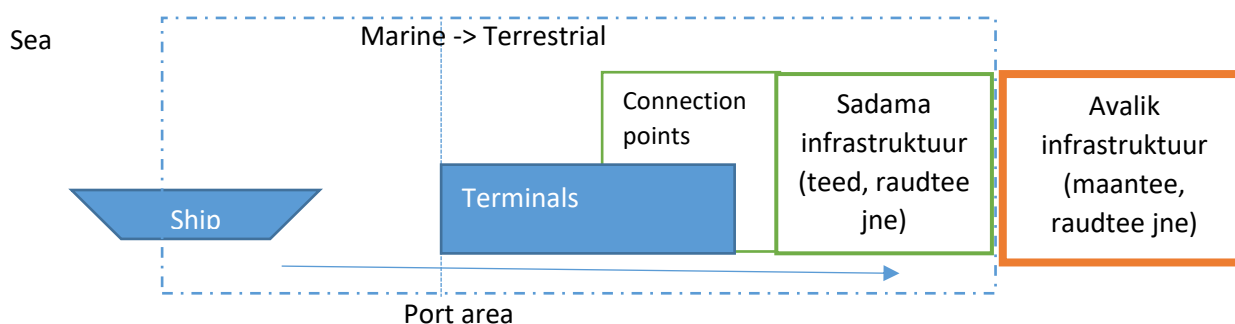 Sea
Marine -> Terrestrial
Connection
points
Sadama
infrastruktuur
(teed, raudtee
jne)
Avalik
infrastruktuur
(maantee,
raudtee jne)
Ship
Terminals
Port area